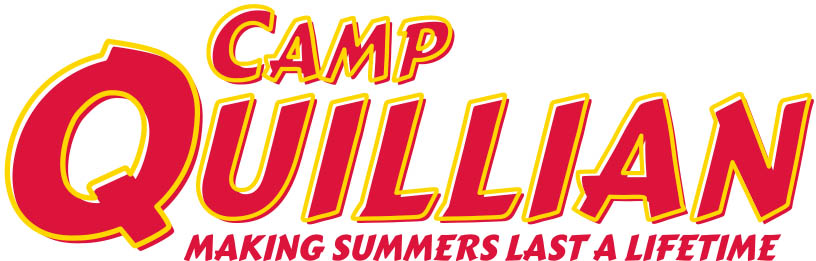 CAMP
QUILLIAN
MAKING SUMMERS LAST A LIFETIME